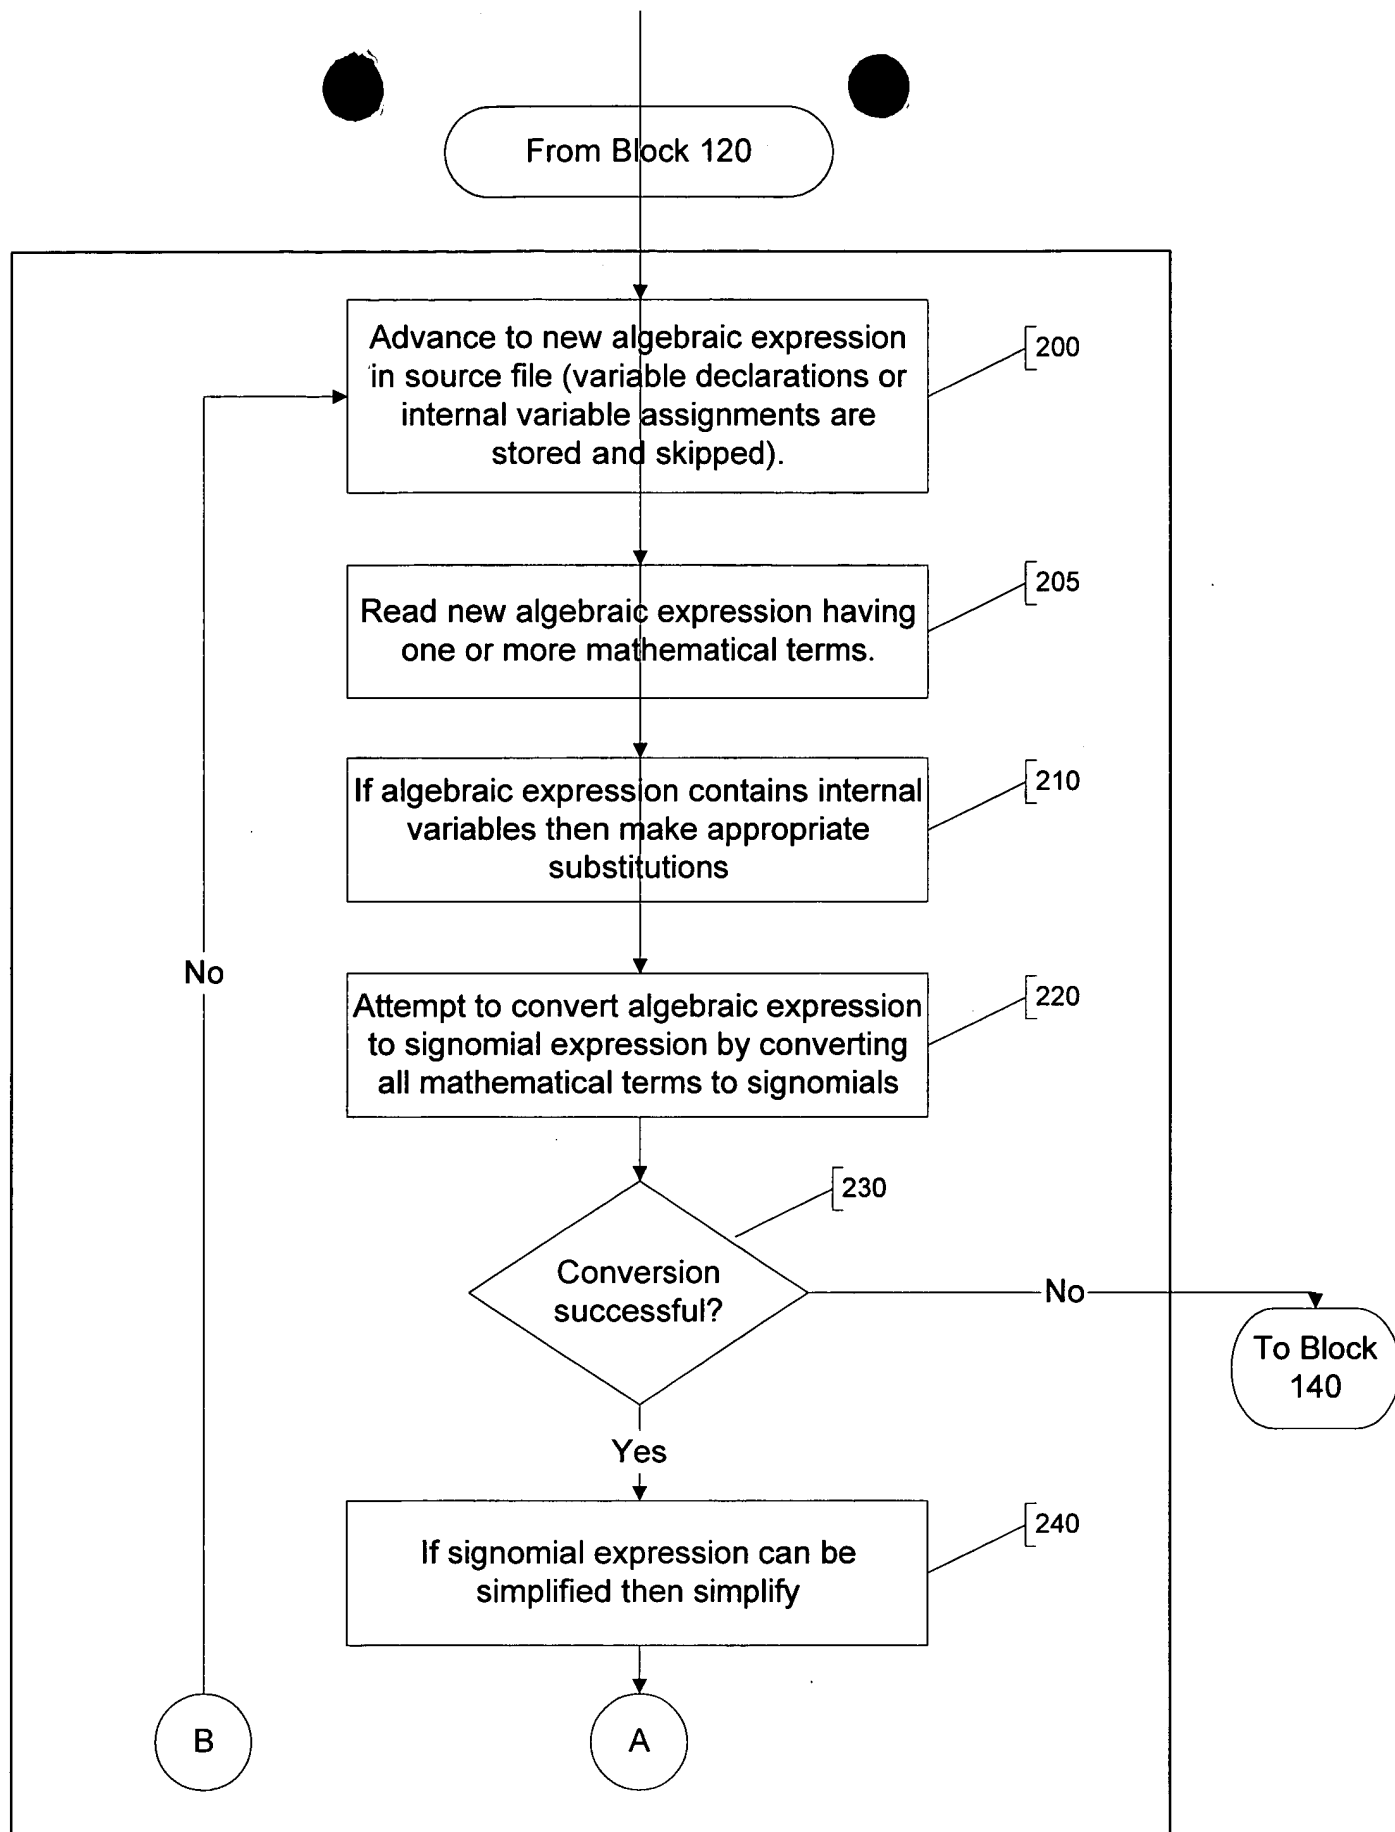 From Block 120
Advance to new algebraic expression
in source file (variable declarations or
internal variable assignments are
stored and skipped).
200
Read new algebraic expression having
one or more mathematical terms.
205
If algebraic expression contains internal
variables then make appropriate
substitutions
210
No
Attempt to convert algebraic expression
to signomial expression by converting
all mathematical terms to signomials
220
230
Conversion
successful?
No
To Block
140
Yes
If signomial expression can be
simplified then simplify
240
B
A